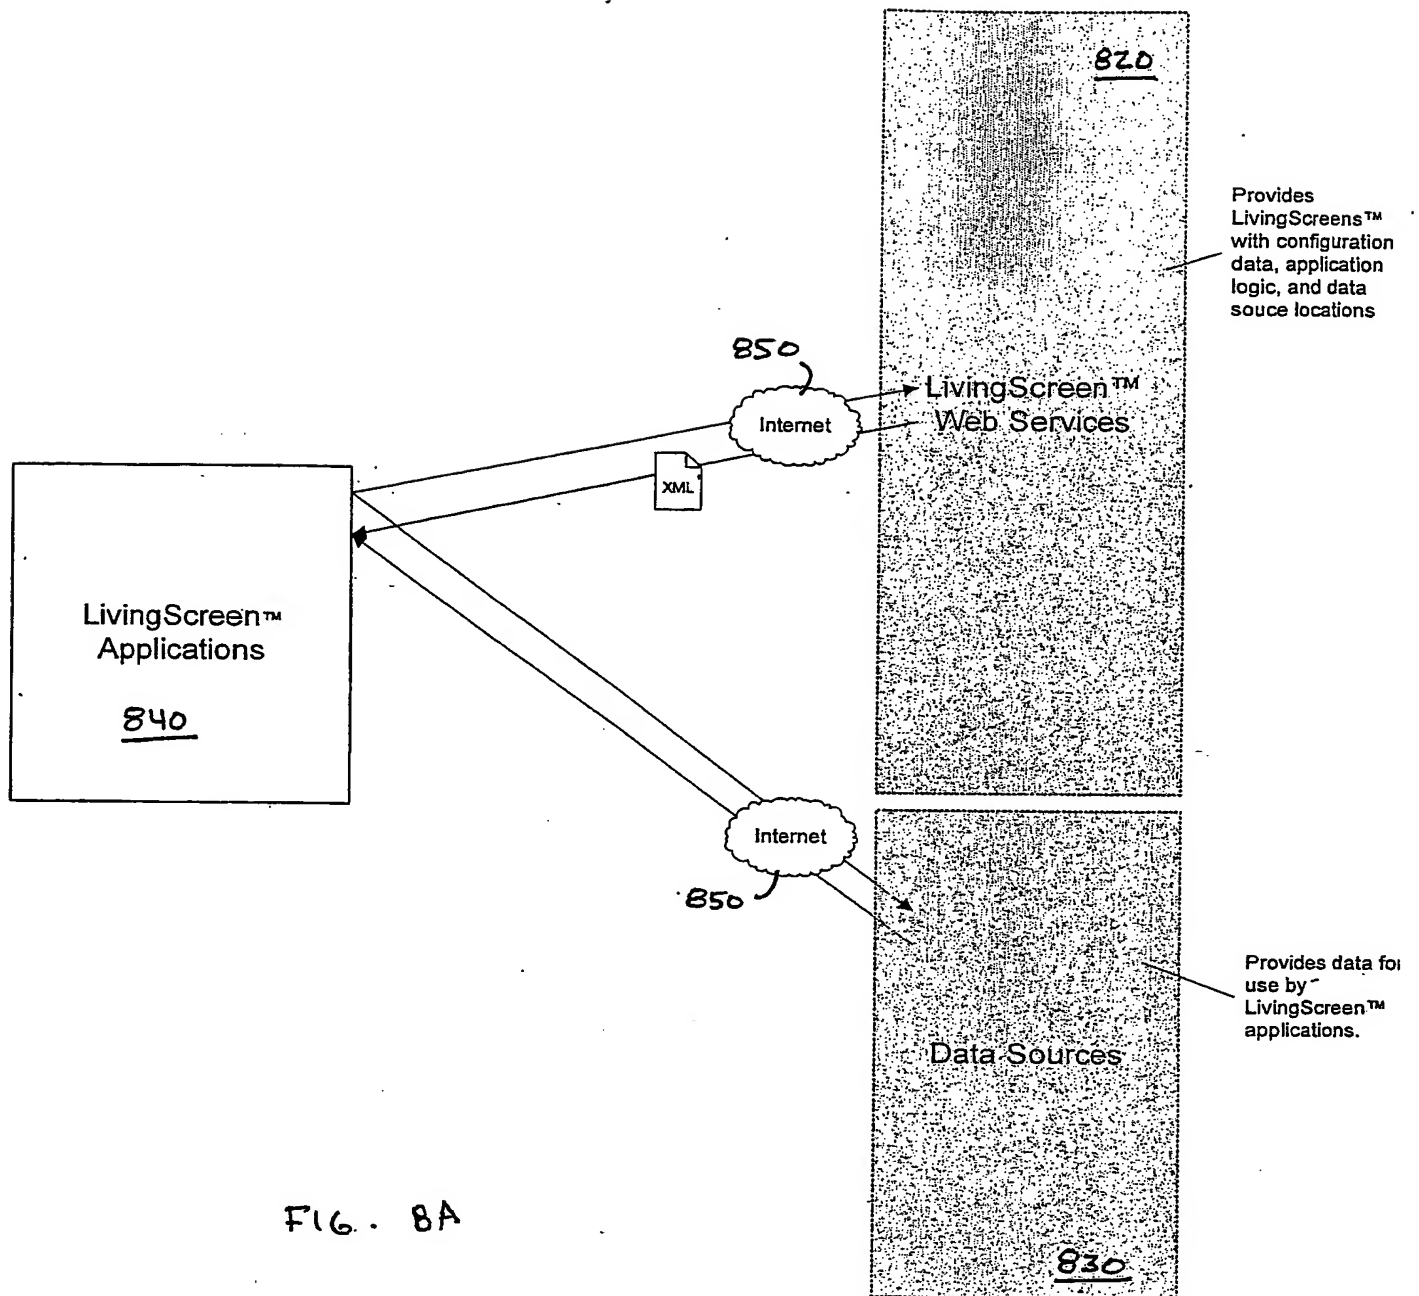 820
Provides
LivingScreens™
with configuration
data, application
logic, and data
souce locations
850
Internet
LivingScreen™
Web Services
XML
LivingScreen™
Applications
840
Internet
850
Provides data for
use by
LivingScreen™
applications.
Data Sources
830
FIG. 8A